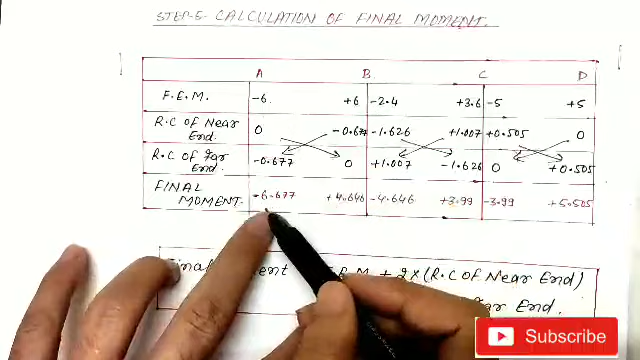 STEP-5 CALCULATION OF FINAL MOMENT.
A B C D
F.E.M. -6 +6 -2.4 +3.6 -5 +5
R.C of Near End. 0 -0.677 -1.626 +1.007 +0.505 0
R.C of Far End. -0.677 0 +1.007 -1.626 0 +0.505
FINAL MOMENT. -6.677 +4.646 -4.646 +3.99 -3.99 +5.505
Final E.M + 2×(R.C of Near End)
Far End.
Subscribe